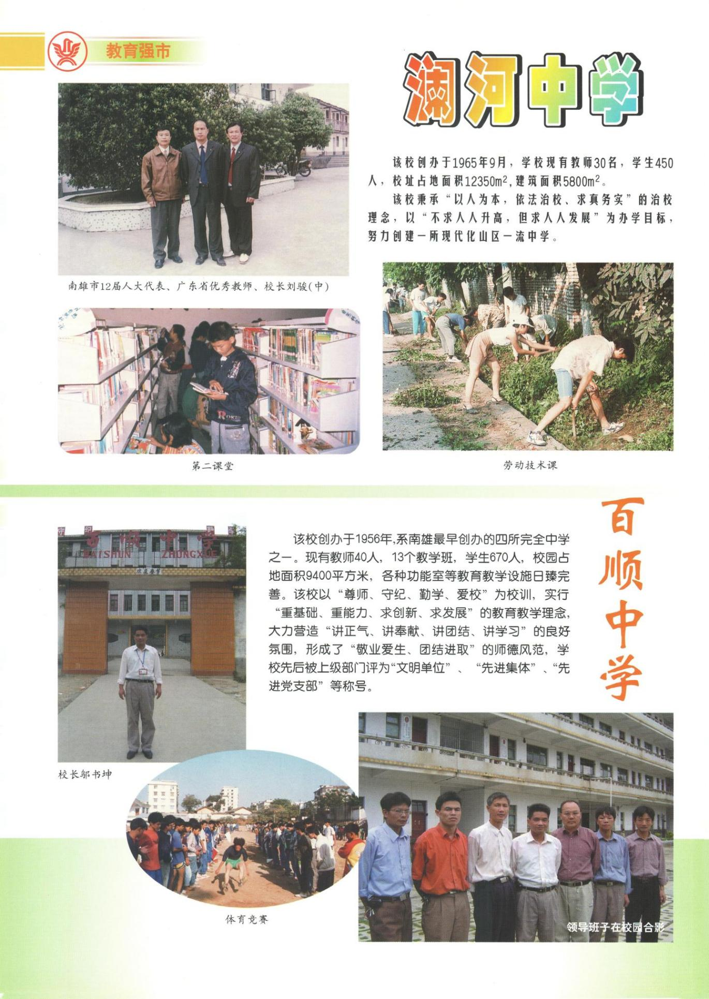 教育强市
澜河中学
该校创办于1965年9月，学校现有教师30名，学生450
人，校址占地面积12350m²,建筑面积5800m²。
该校秉承“以人为本，依法治校、求真务实”的治校
理念，以“不求人人升高，但求人人发展”为办学目标，
努力创建一所现代化山区一流中学。
南雄市12届人大代表、广东省优秀教师、校长刘骏(中)
第二课堂
劳动技术课
百顺中学
该校创办于1956年,系南雄最早创办的四所完全中学
之一。现有教师40人，13个教学班，学生670人，校园占
地面积9400平方米，各种功能室等教育教学设施日臻完
善。该校以“尊师、守纪、勤学、爱校”为校训，实行
“重基础、重能力、求创新、求发展”的教育教学理念，
大力营造“讲正气、讲奉献、讲团结、讲学习”的良好
氛围，形成了“敬业爱生、团结进取”的师德风范，学
校先后被上级部门评为“文明单位”、“先进集体”、“先
进党支部”等称号。
百顺中学
BAISHUN ZHONGXUE
校长邬书坤
体育竞赛
领导班子在校园合影